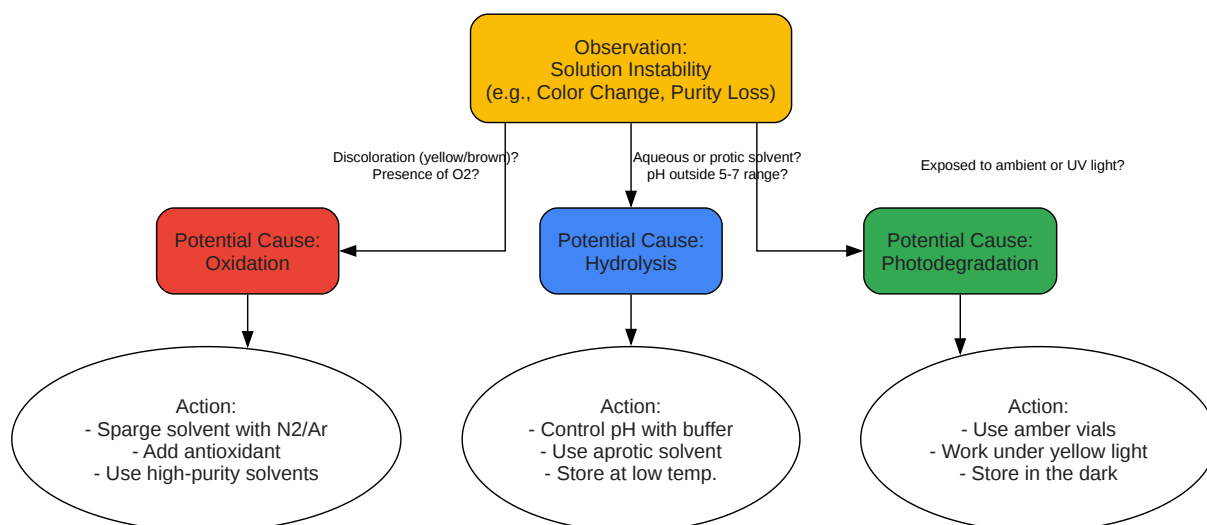 Observation:
Solution Instability
(e.g., Color Change, Purity Loss)
Discoloration (yellow/brown)?
Presence of O2?
Aqueous or protic solvent?
pH outside 5-7 range?
Exposed to ambient or UV light?
Potential Cause:
Oxidation
Potential Cause:
Hydrolysis
Potential Cause:
Photodegradation
Action:
- Sparge solvent with N2/Ar
- Add antioxidant
- Use high-purity solvents
Action:
- Control pH with buffer
- Use aprotic solvent
- Store at low temp.
Action:
- Use amber vials
- Work under yellow light
- Store in the dark